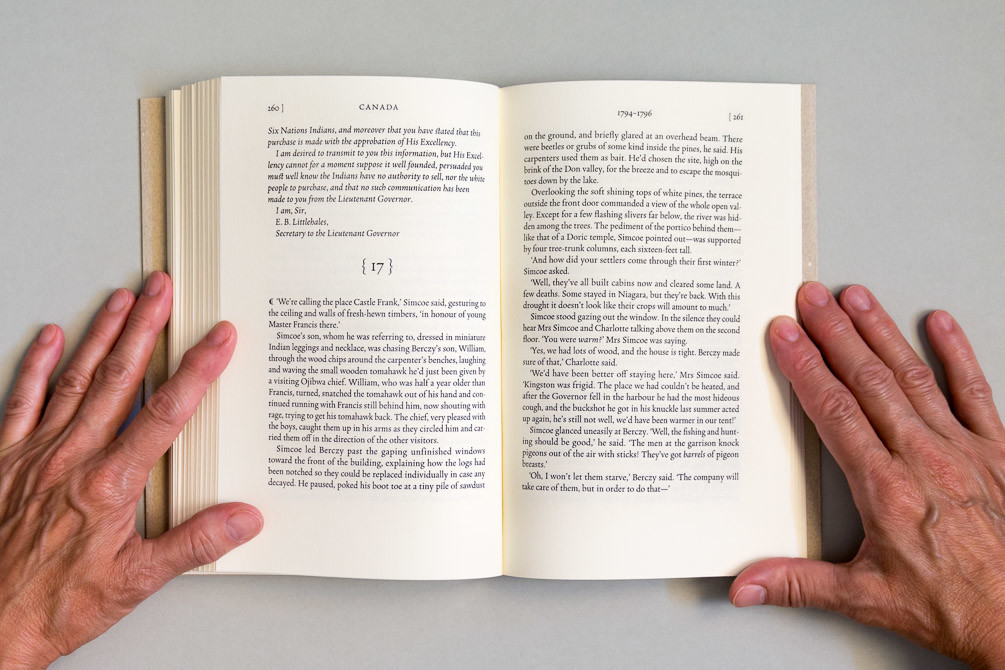 260 ]
CANADA
Six Nations Indians, and moreover that you have stated that this
purchase is made with the approbation of His Excellency.
I am desired to transmit to you this information, but His Excel-
lency cannot for a moment suppose it well founded, persuaded you
must well know the Indians have no authority to sell, nor the white
people to purchase, and that no such communication has been
made to you from the Lieutenant Governor.
I am, Sir,
E. B. Littlehales,
Secretary to the Lieutenant Governor
{ 17 }
¶ ‘We're calling the place Castle Frank,’ Simcoe said, gesturing to
the ceiling and walls of fresh-hewn timbers, ‘in honour of young
Master Francis there.’
Simcoe's son, whom he was referring to, dressed in miniature
Indian leggings and necklace, was chasing Berczy's son, William,
through the wood chips around the carpenter's benches, laughing
and waving the small wooden tomahawk he'd just been given by
a visiting Ojibwa chief. William, who was half a year older than
Francis, turned, snatched the tomahawk out of his hand and con-
tinued running with Francis still behind him, now shouting with
rage, trying to get his tomahawk back. The chief, very pleased with
the boys, caught them up in his arms as they circled him and car-
ried them off in the direction of the other visitors.
Simcoe led Berczy past the gaping unfinished windows
toward the front of the building, explaining how the logs had
been notched so they could be replaced individually in case any
decayed. He paused, poked his boot toe at a tiny pile of sawdust
1794–1796
[ 261
on the ground, and briefly glared at an overhead beam. There
were beetles or grubs of some kind inside the pines, he said. His
carpenters used them as bait. He'd chosen the site, high on the
brink of the Don valley, for the breeze and to escape the mosqui-
toes down by the lake.
Overlooking the soft shining tops of white pines, the terrace
outside the front door commanded a view of the whole open val-
ley. Except for a few flashing slivers far below, the river was hid-
den among the trees. The pediment of the portico behind them—
like that of a Doric temple, Simcoe pointed out—was supported
by four tree-trunk columns, each sixteen-feet tall.
‘And how did your settlers come through their first winter?’
Simcoe asked.
‘Well, they've all built cabins now and cleared some land. A
few deaths. Some stayed in Niagara, but they're back. With this
drought it doesn't look like their crops will amount to much.’
Simcoe stood gazing out the window. In the silence they could
hear Mrs Simcoe and Charlotte talking above them on the second
floor. ‘You were warm?’ Mrs Simcoe was saying.
‘Yes, we had lots of wood, and the house is tight. Berczy made
sure of that,’ Charlotte said.
‘We'd have been better off staying here,’ Mrs Simcoe said.
‘Kingston was frigid. The place we had couldn't be heated, and
after the Governor fell in the harbour he had the most hideous
cough, and the buckshot he got in his knuckle last summer acted
up again, he's still not well, we'd have been warmer in our tent!’
Simcoe glanced uneasily at Berczy. ‘Well, the fishing and hunt-
ing should be good,’ he said. ‘The men at the garrison knock
pigeons out of the air with sticks! They've got barrels of pigeon
breasts.’
‘Oh, I won't let them starve,’ Berczy said. ‘The company will
take care of them, but in order to do that—’